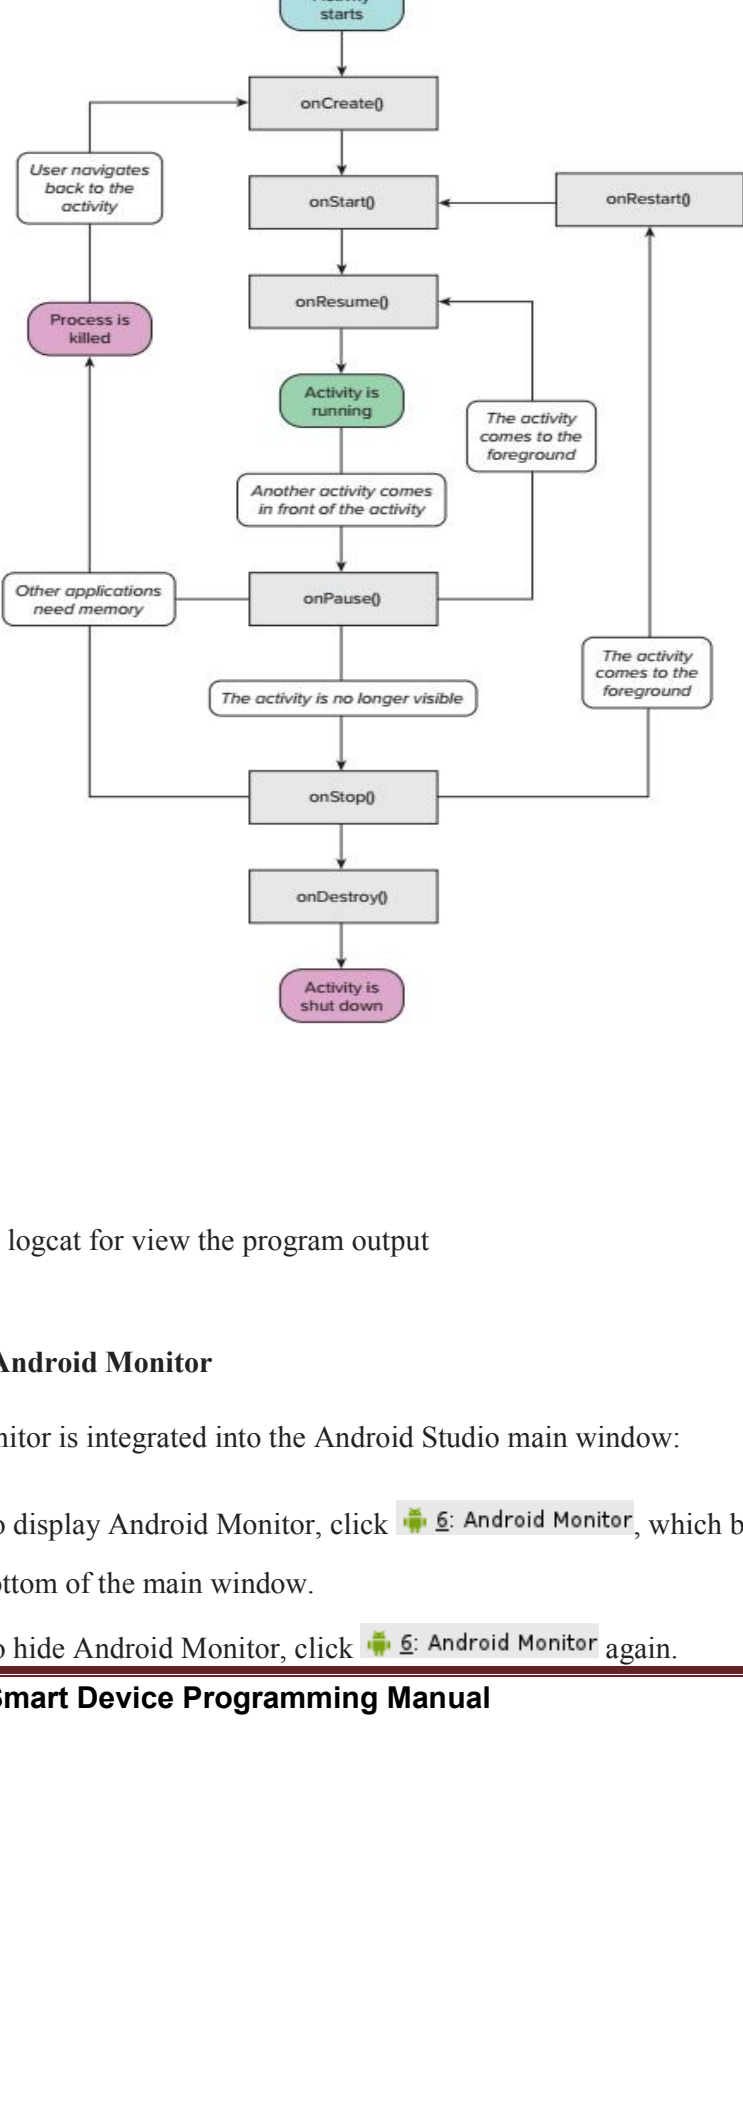 starts
onCreate()
User navigates
back to the
activity
onStart()
onRestart()
onResume()
Process is
killed
Activity is
running
The activity
comes to the
foreground
Another activity comes
in front of the activity
Other applications
need memory
onPause()
The activity
comes to the
foreground
The activity is no longer visible
onStop()
onDestroy()
Activity is
shut down
logcat for view the program output
Android Monitor
nitor is integrated into the Android Studio main window:
o display Android Monitor, click 6: Android Monitor, which b
ottom of the main window.
o hide Android Monitor, click 6: Android Monitor again.
Smart Device Programming Manual